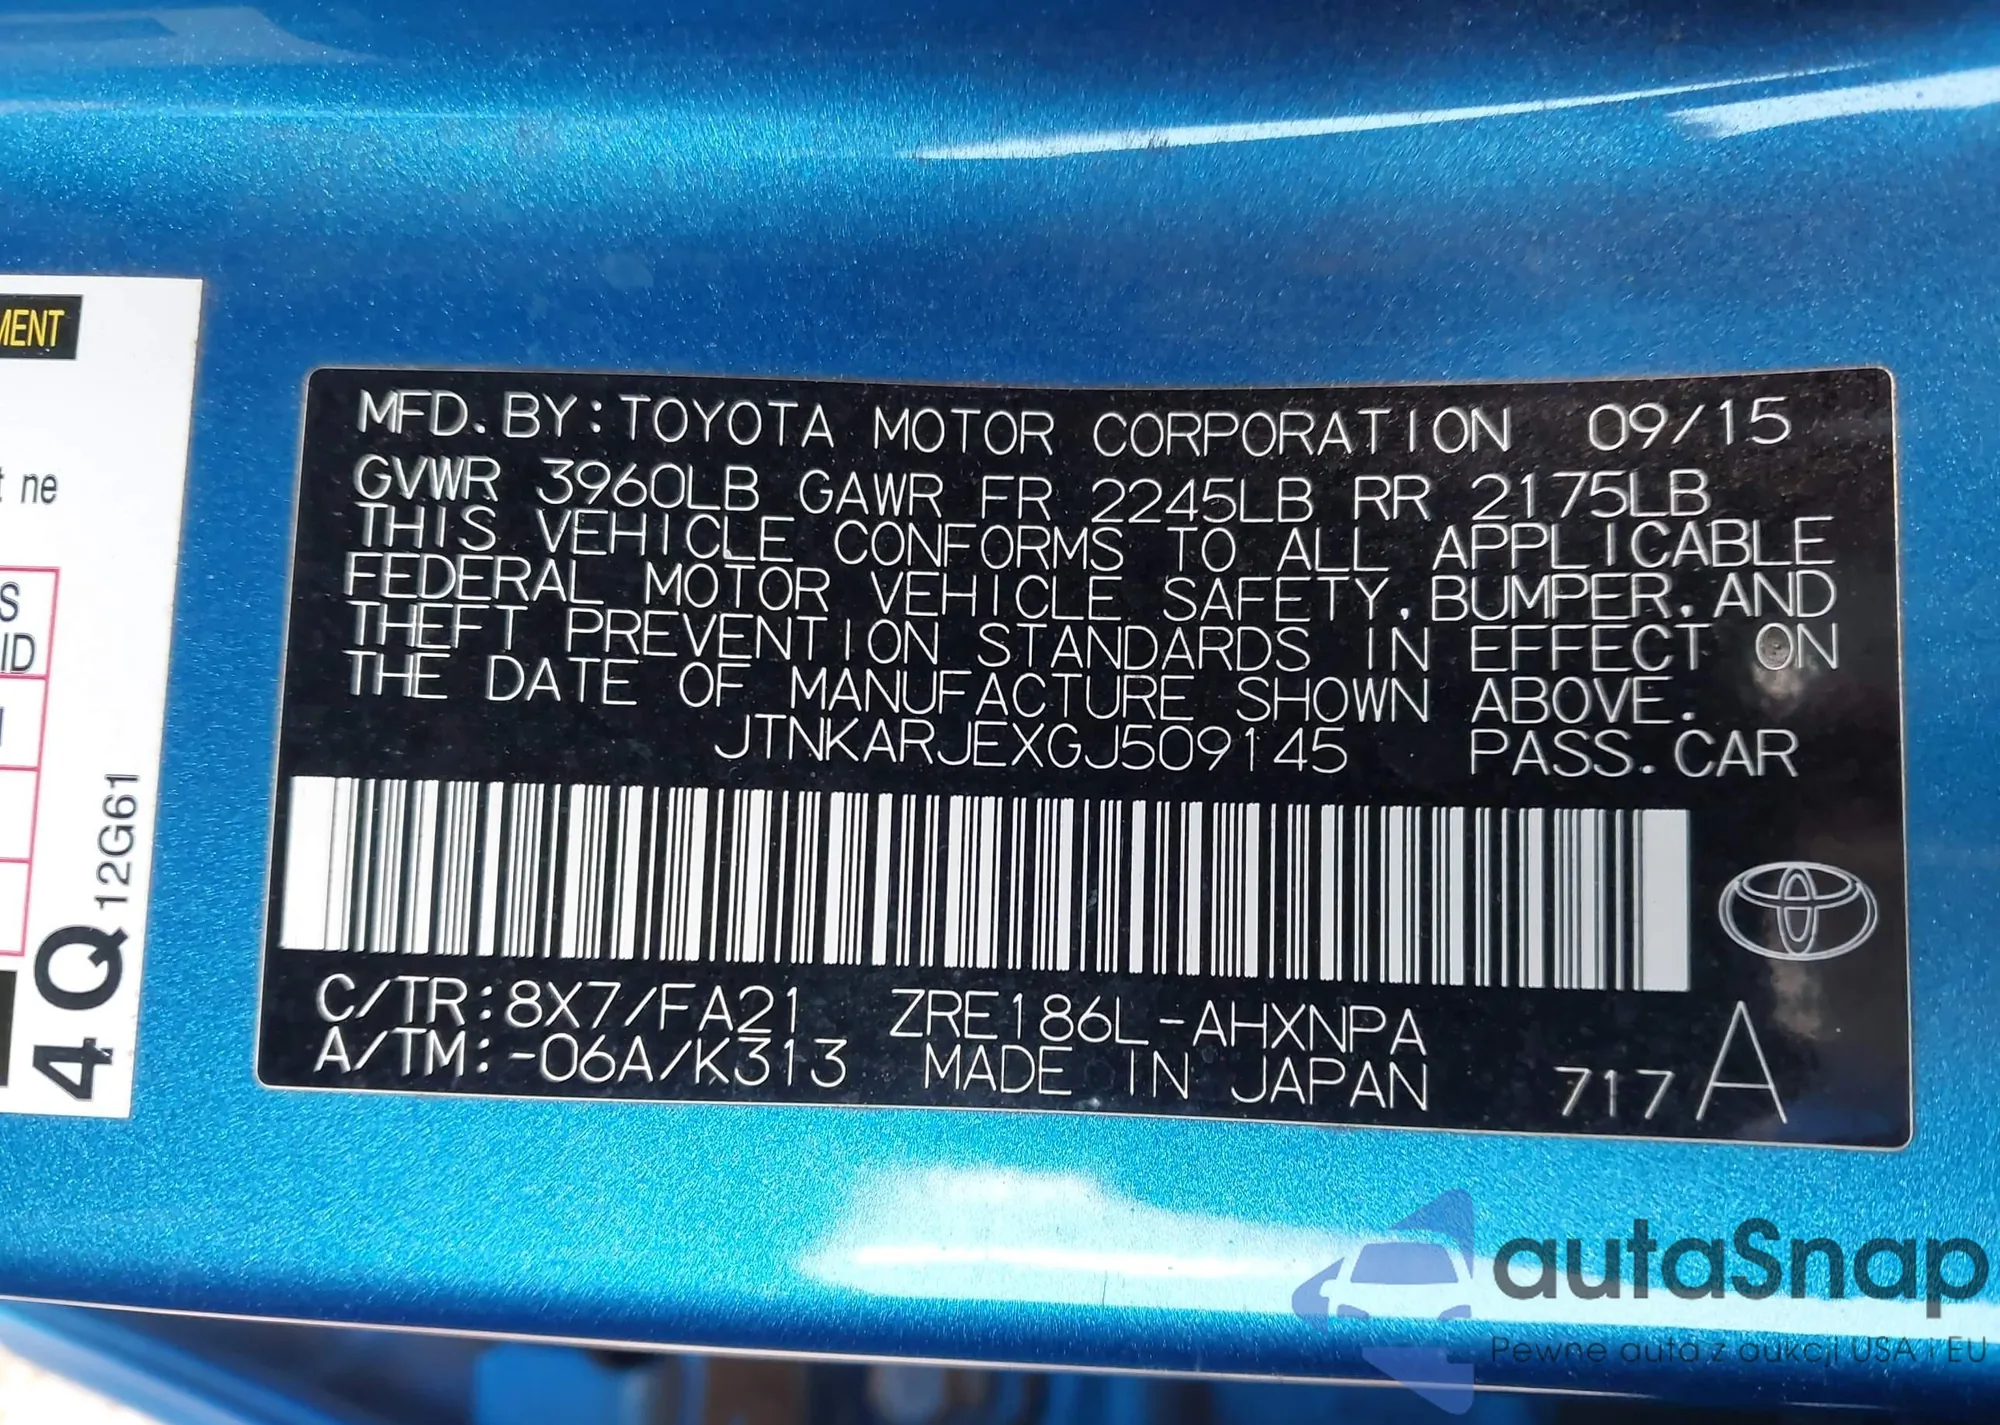 MENT
t ne
S
ID
4Q 12G61
MFD. BY: TOYOTA MOTOR CORPORATION 09/15
GVWR 3960LB GAWR FR 2245LB RR 2175LB
THIS VEHICLE CONFORMS TO ALL APPLICABLE
FEDERAL MOTOR VEHICLE SAFETY, BUMPER, AND
THEFT PREVENTION STANDARDS IN EFFECT ON
THE DATE OF MANUFACTURE SHOWN ABOVE.
JTNKARJEXGJ509145 PASS. CAR
C/TR: 8X7/FA21 ZRE186L-AHXNPA
A/TM: -06A/K313 MADE IN JAPAN 717 A
autaSnap
Pewne auta z aukcji USA i EU